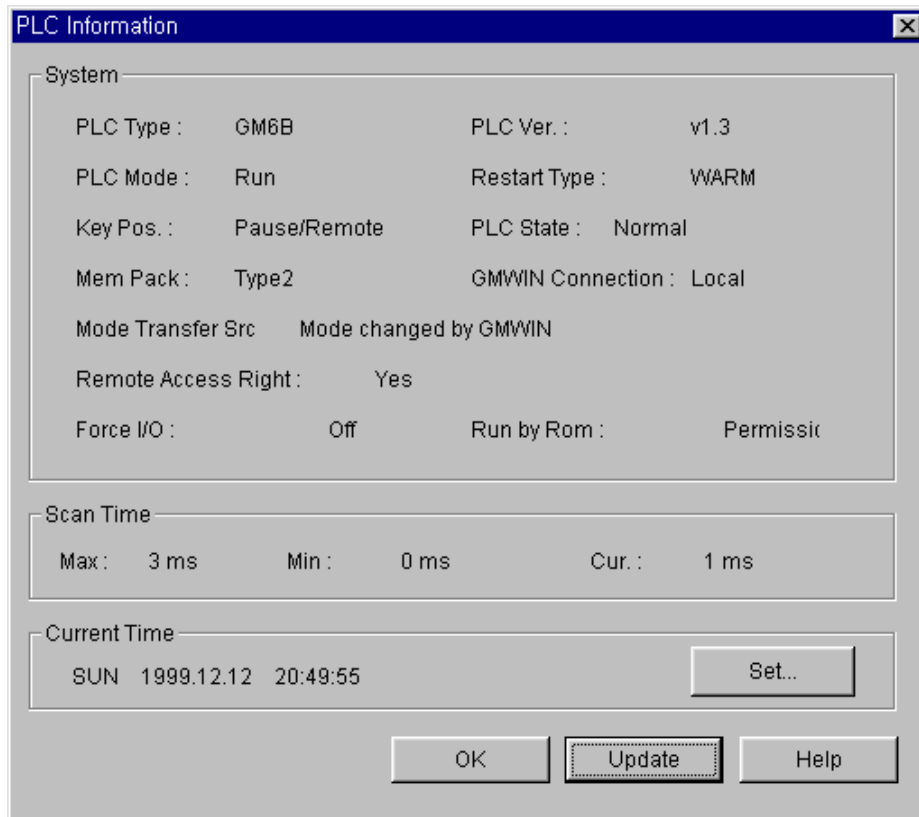 PLC Information
System
PLC Type : GM6B PLC Ver. : v1.3
PLC Mode : Run Restart Type : WARM
Key Pos. : Pause/Remote PLC State : Normal
Mem Pack : Type2 GMWIN Connection : Local
Mode Transfer Src Mode changed by GMWIN
Remote Access Right : Yes
Force I/O : Off Run by Rom : Permissic
Scan Time
Max : 3 ms Min : 0 ms Cur. : 1 ms
Current Time
SUN 1999.12.12 20:49:55 Set...
OK Update Help